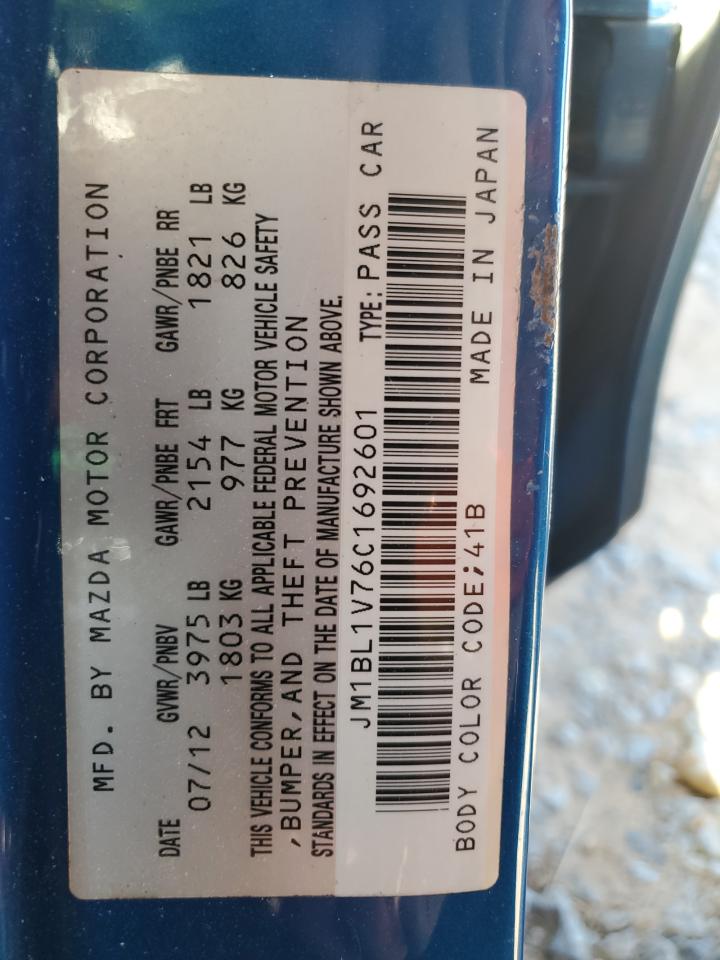 MFD. BY MAZDA MOTOR CORPORATION
DATE GVWR/PNBV GAWR/PNBE FRT GAWR/PNBE RR
07/12 3975 LB 2154 LB 1821 LB
1803 KG 977 KG 826 KG
THIS VEHICLE CONFORMS TO ALL APPLICABLE FEDERAL MOTOR VEHICLE SAFETY
,BUMPER,AND THEFT PREVENTION
STANDARDS IN EFFECT ON THE DATE OF MANUFACTURE SHOWN ABOVE.
JM1BL1V76C1692601 TYPE: PASS CAR
BODY COLOR CODE;41B MADE IN JAPAN